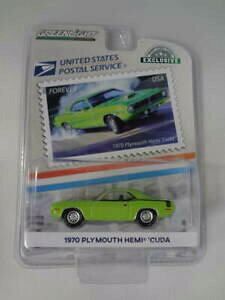 GREENLIGHT
EXCLUSIVE
UNITED STATES
POSTAL SERVICE
FOREVER
USA
1970 Plymouth Hemi 'Cuda
1970 PLYMOUTH HEMI 'CUDA